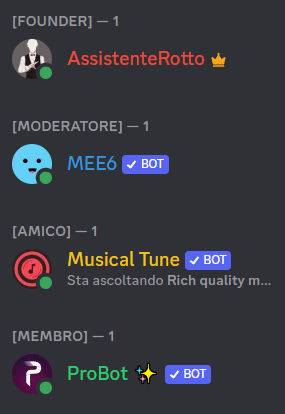 [FOUNDER] — 1
AssistenteRotto
[MODERATORE] — 1
MEE6 ✓ BOT
[AMICO] — 1
Musical Tune ✓ BOT
Sta ascoltando Rich quality m...
[MEMBRO] — 1
ProBot ✨ ✓ BOT